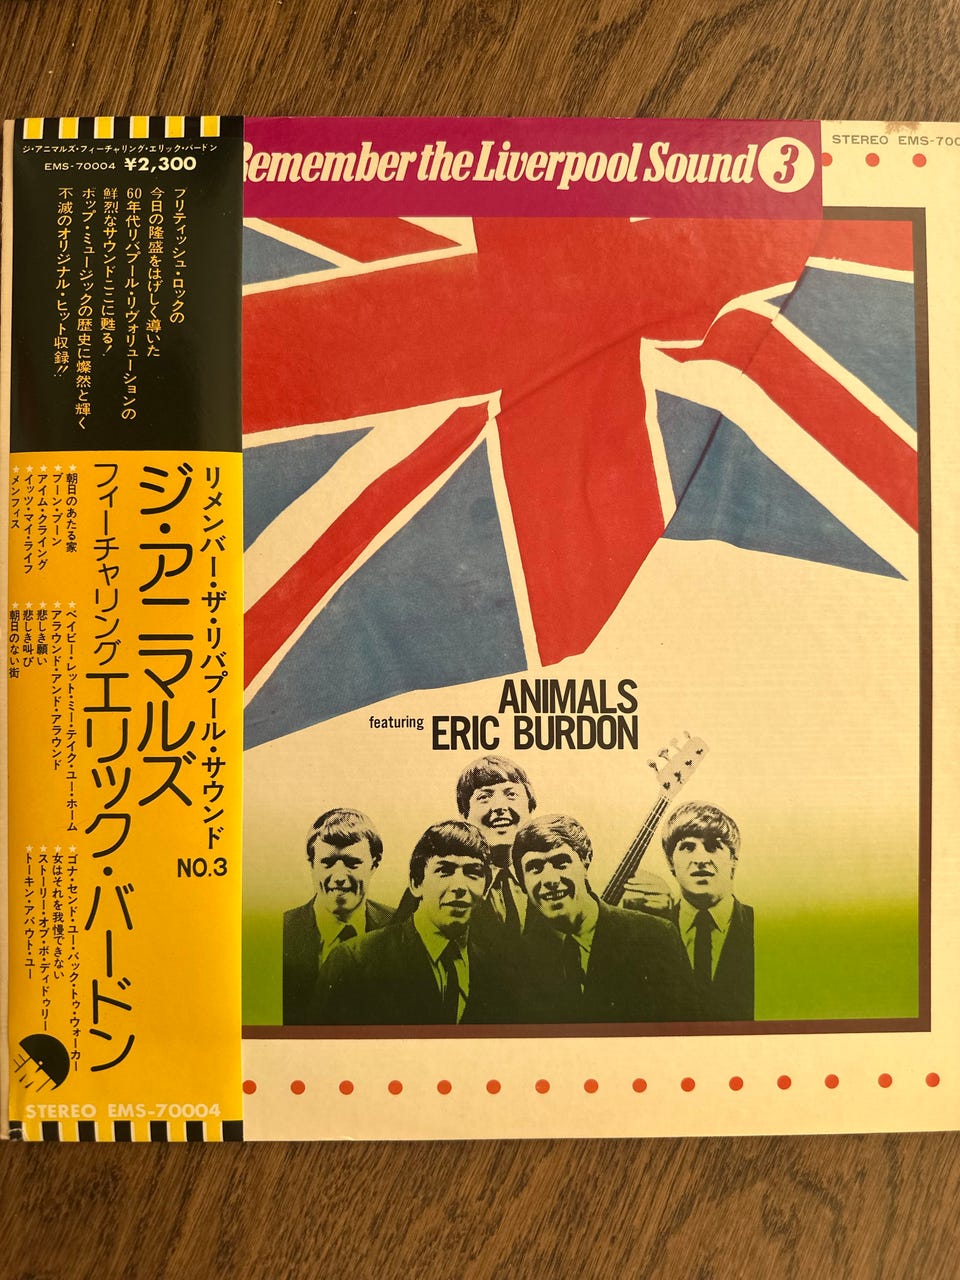 ジ・アニマルズ・フィーチャリング・エリック・バードン
EMS-70004 ¥2,300
ブリティッシュ・ロックの
今日の隆盛をはげしく導いた
60年代リバプール・リヴォリューションの
鮮烈なサウンドここに甦る！
ポップ・ミュージックの歴史に燦然と輝く
不滅のオリジナル・ヒット収録!!
リメンバー・ザ・リバプール・サウンド
NO.3
ジ・アニマルズ
フィーチャリング エリック・バードン
★朝日のあたる家
★ブーン・ブーン
★アイム・クライング
★イッツ・マイ・ライフ
★メンフィス
★ベイビー・レット・ミー・テイク・ユー・ホーム
★アラウンド・アンド・アラウンド
★悲しき願い
★悲しき叫び
★朝日のない街
★ゴナ・センド・ユー・バック・トゥ・ウォーカー
★女はそれを我慢できない
★ストーリー・オブ・ボ・ディドゥリー
★トーキン・アバウト・ユー
EMI
STEREO EMS-70004
Remember the Liverpool Sound 3
STEREO EMS-700
ANIMALS
featuring ERIC BURDON